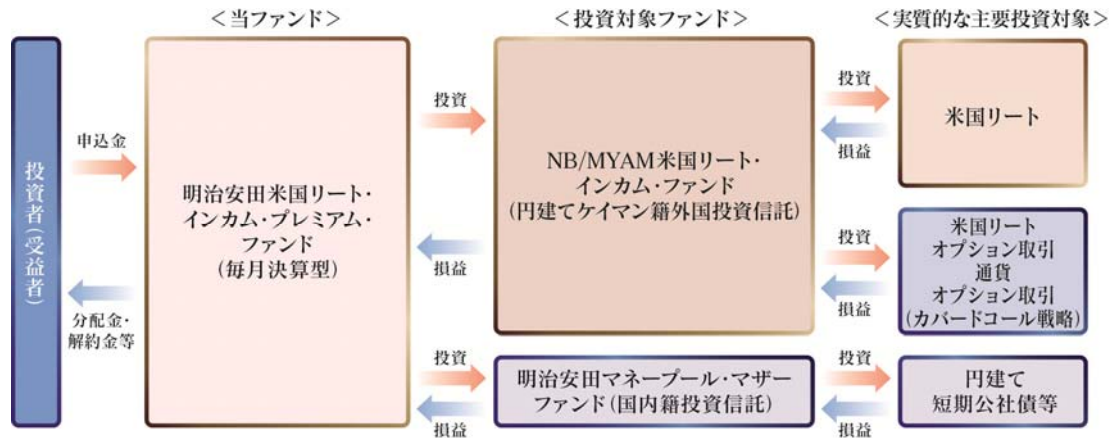 ＜当ファンド＞
＜投資対象ファンド＞
＜実質的な主要投資対象＞
投資者(受益者)
申込金
分配金・
解約金等
明治安田米国リート・
インカム・プレミアム・
ファンド
(毎月決算型)
投資
損益
NB/MYAM米国リート・
インカム・ファンド
(円建てケイマン籍外国投資信託)
投資
損益
米国リート
投資
損益
米国リート
オプション取引
通貨
オプション取引
(カバードコール戦略)
投資
損益
明治安田マネープール・マザー
ファンド(国内籍投資信託)
投資
損益
円建て
短期公社債等